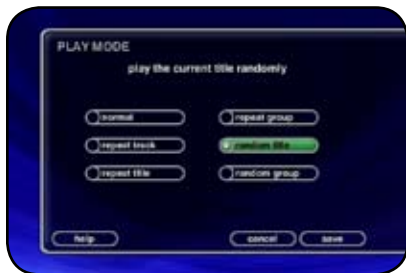 PLAY MODE
play the current title randomly
normal
repeat group
repeat track
random title
repeat title
random group
help
cancel
save